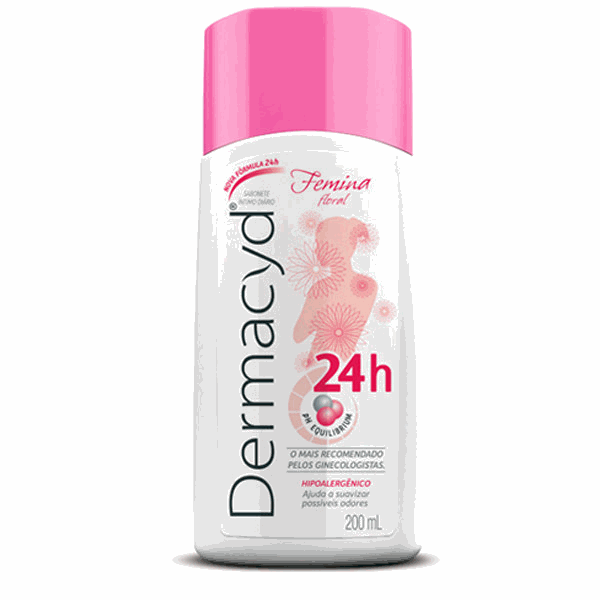 NOVA FÓRMULA 24h
SABONETE
ÍNTIMO DIÁRIO
Femina
floral
Dermacyd®
24h
pH EQUILIBRIUM
O MAIS RECOMENDADO
PELOS GINECOLOGISTAS.
HIPOALERGÊNICO
Ajuda a suavizar
possíveis odores
200 mL